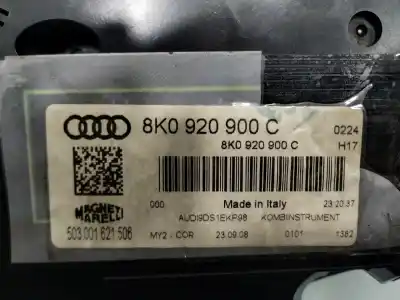 8K0 920 900 C 0224
8K0 920 900 C H17
000 Made in Italy 23:20:37
MAGNETI MARELLI AUDI9DS1EKP98 KOMBIINSTRUMENT
503.001.621.506 MY2 - COR 23.09.08 0101 1382